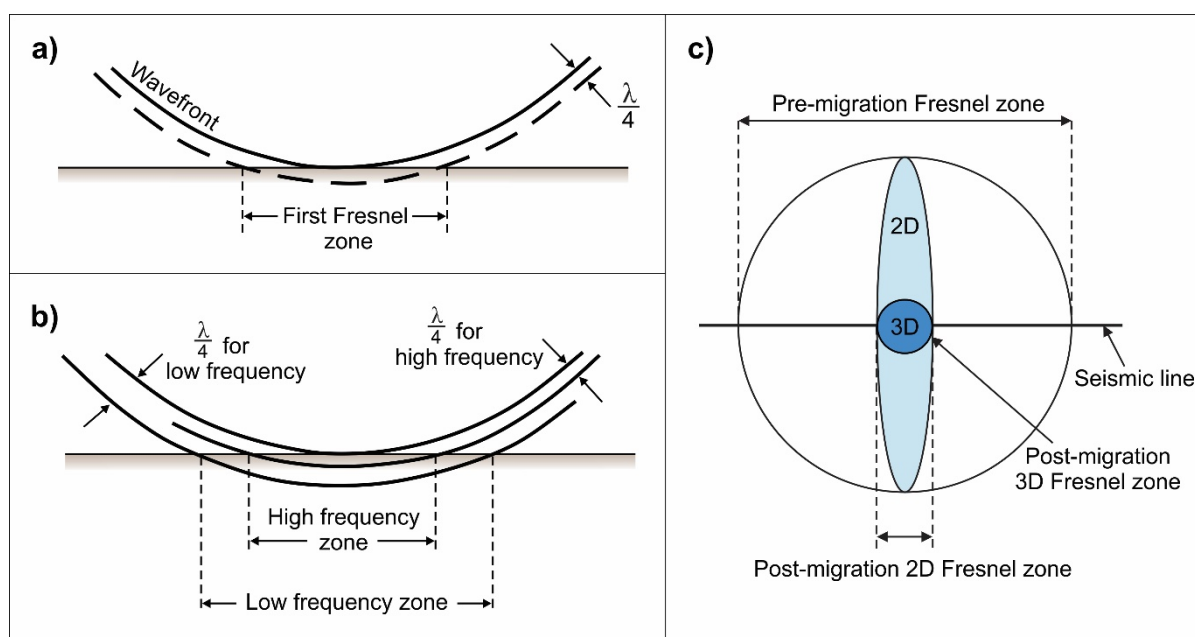 a)
Wavefront
λ/4
First Fresnel
zone
b)
λ/4 for
low frequency
λ/4 for
high frequency
High frequency
zone
Low frequency zone
c)
Pre-migration Fresnel zone
2D
3D
Seismic line
Post-migration
3D Fresnel zone
Post-migration 2D Fresnel zone